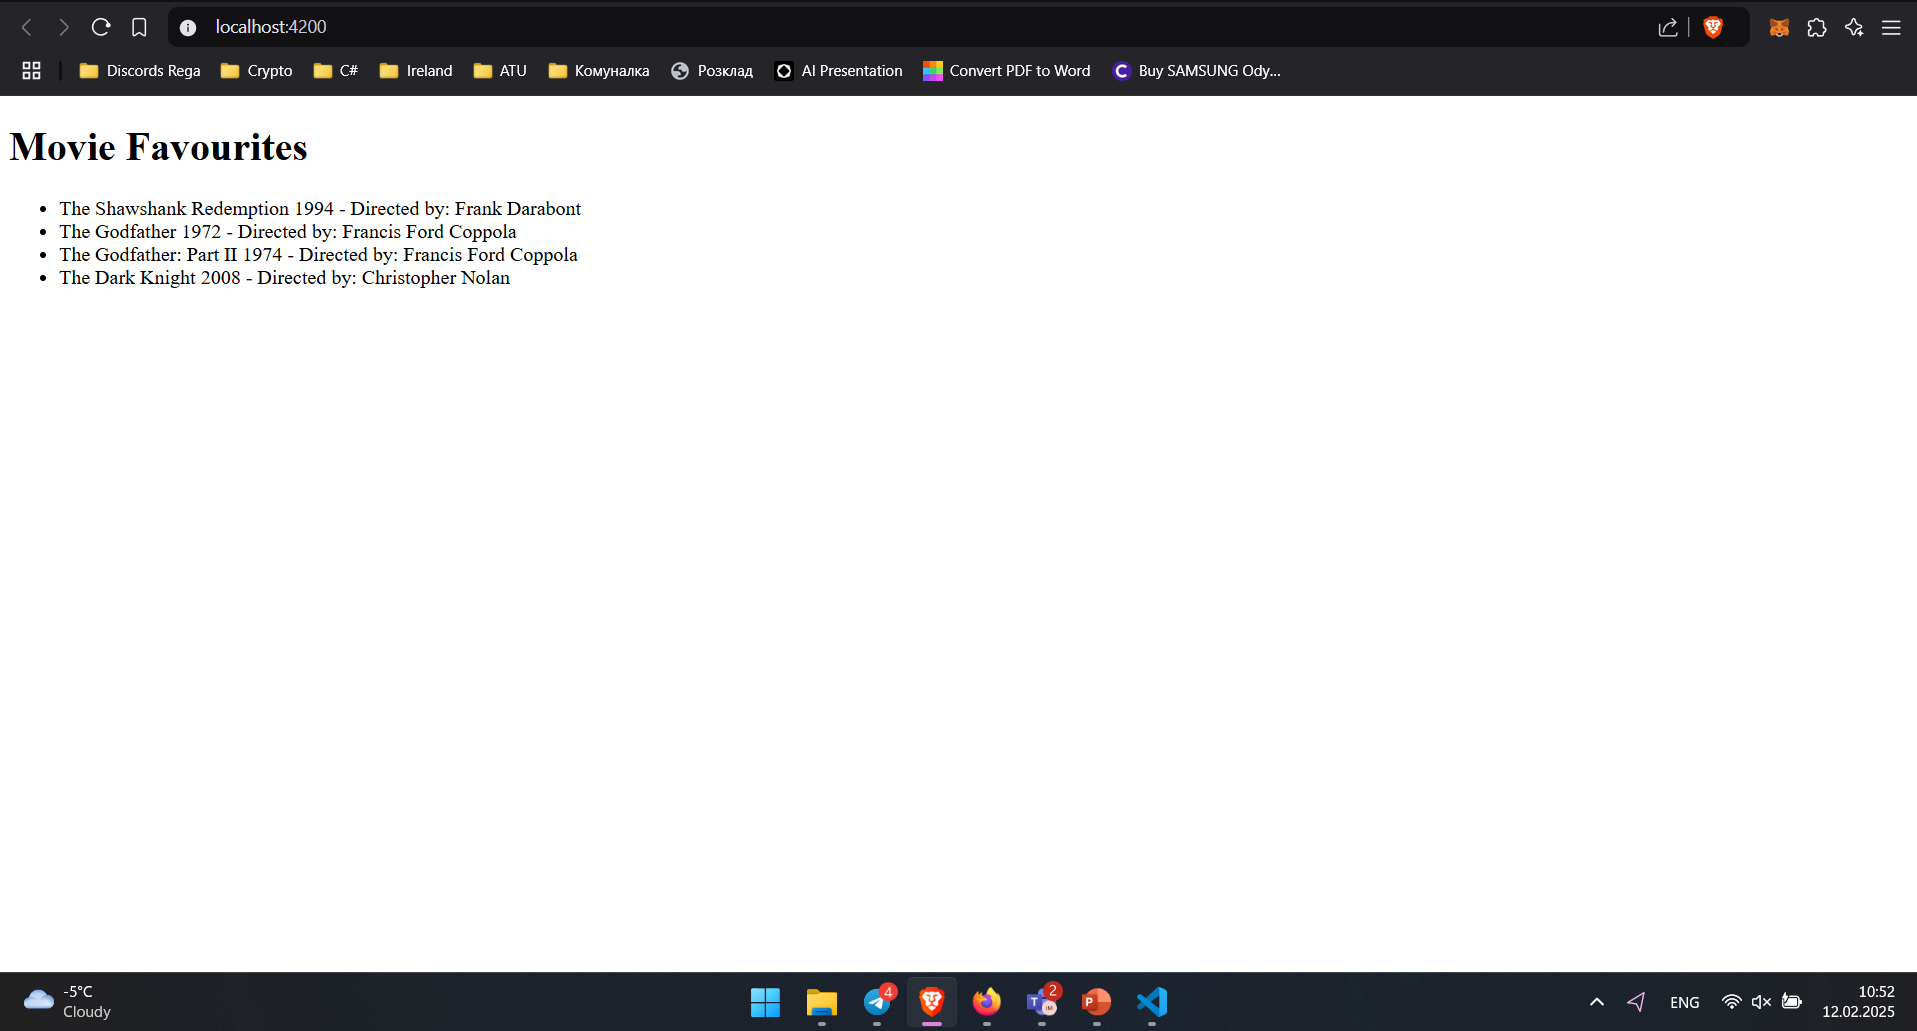 localhost:4200
Discords Rega Crypto C# Ireland ATU Комуналка Розклад AI Presentation Convert PDF to Word Buy SAMSUNG Ody...
Movie Favourites
The Shawshank Redemption 1994 - Directed by: Frank Darabont
The Godfather 1972 - Directed by: Francis Ford Coppola
The Godfather: Part II 1974 - Directed by: Francis Ford Coppola
The Dark Knight 2008 - Directed by: Christopher Nolan
-5°C
Cloudy
4
2
ENG
10:52
12.02.2025